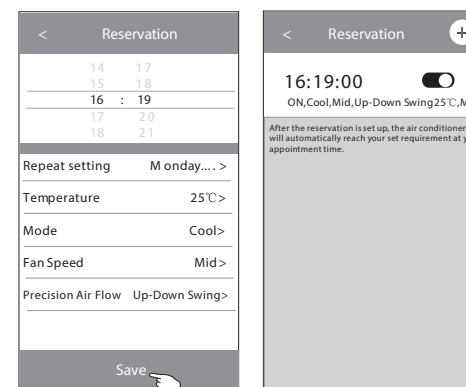 < Reservation
14 17
15 18
16 : 19
17 20
18 21
Repeat setting Monday.... >
Temperature 25℃>
Mode Cool>
Fan Speed Mid>
Precision Air Flow Up-Down Swing>
Save
< Reservation +
16:19:00
ON,Cool,Mid,Up-Down Swing25℃,M
After the reservation is set up, the air conditioner
will automatically reach your set requirement at
appointment time.